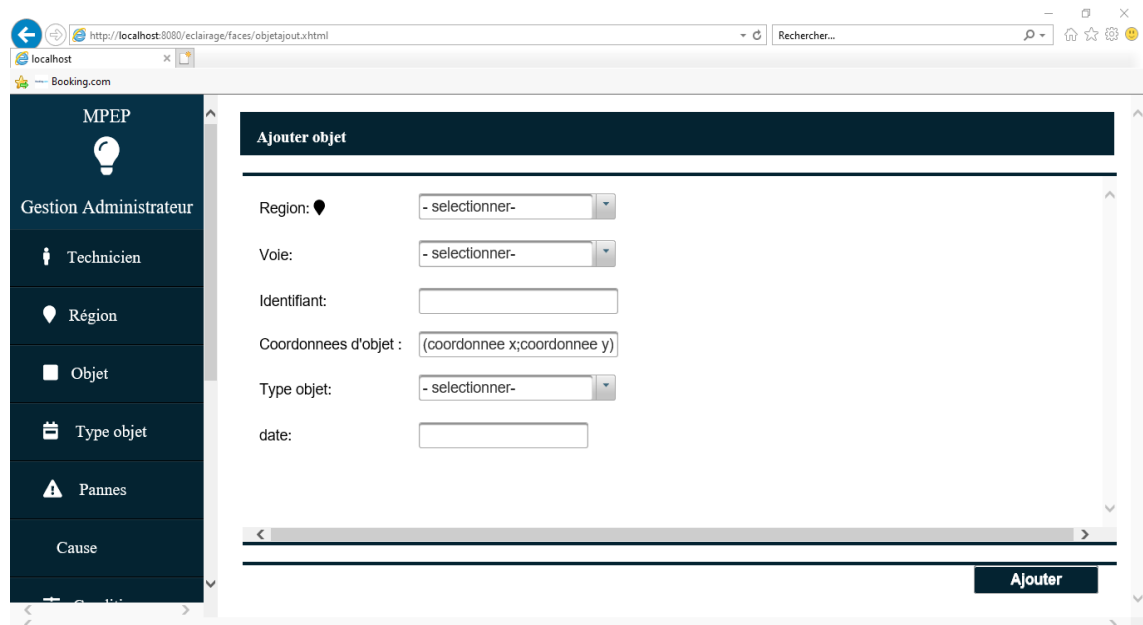 http://localhost:8080/eclairage/faces/objetajout.xhtml
Rechercher...
localhost
Booking.com
MPEP
Gestion Administrateur
Technicien
Région
Objet
Type objet
Pannes
Cause
Ajouter objet
Region:
- selectionner-
Voie:
- selectionner-
Identifiant:
Coordonnees d'objet :
(coordonnee x;coordonnee y)
Type objet:
- selectionner-
date:
Ajouter